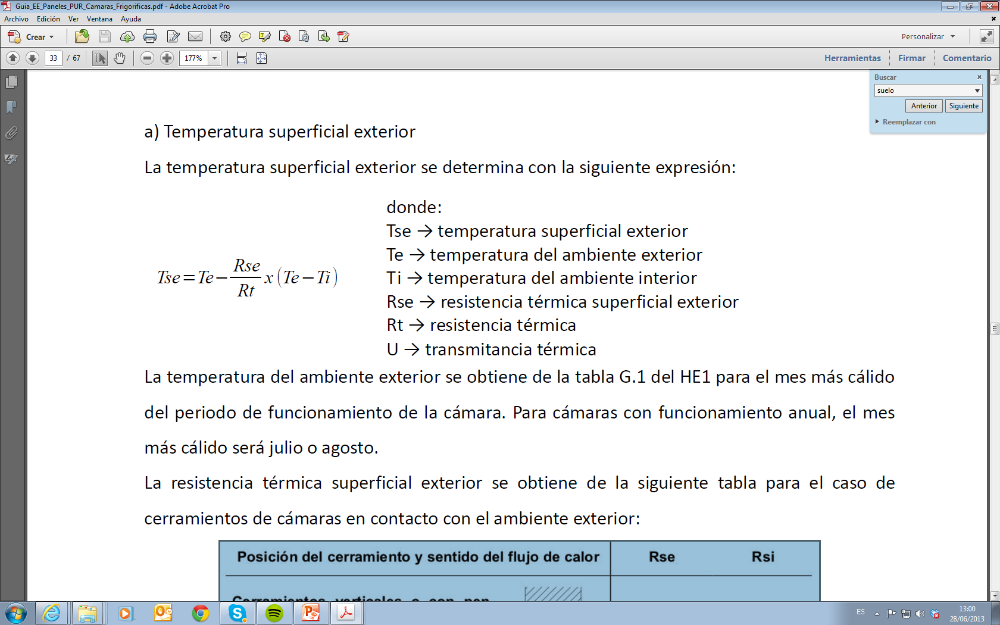 Guia_EE_Paneles_PUR_Camaras_Frigorificas.pdf - Adobe Acrobat Pro
Archivo Edición Ver Ventana Ayuda
Crear
Personalizar
33 / 67
177%
Herramientas Firmar Comentario
Buscar
suelo
Anterior Siguiente
Reemplazar con
a) Temperatura superficial exterior
La temperatura superficial exterior se determina con la siguiente expresión:
Tse=Te−Rse/Rt x (Te−Ti)
donde:
Tse → temperatura superficial exterior
Te → temperatura del ambiente exterior
Ti → temperatura del ambiente interior
Rse → resistencia térmica superficial exterior
Rt → resistencia térmica
U → transmitancia térmica
La temperatura del ambiente exterior se obtiene de la tabla G.1 del HE1 para el mes más cálido
del periodo de funcionamiento de la cámara. Para cámaras con funcionamiento anual, el mes
más cálido será julio o agosto.
La resistencia térmica superficial exterior se obtiene de la siguiente tabla para el caso de
cerramientos de cámaras en contacto con el ambiente exterior:
Posición del cerramiento y sentido del flujo de calor Rse Rsi
Cerramientos verticales o con pen
ES
13:00
28/06/2013